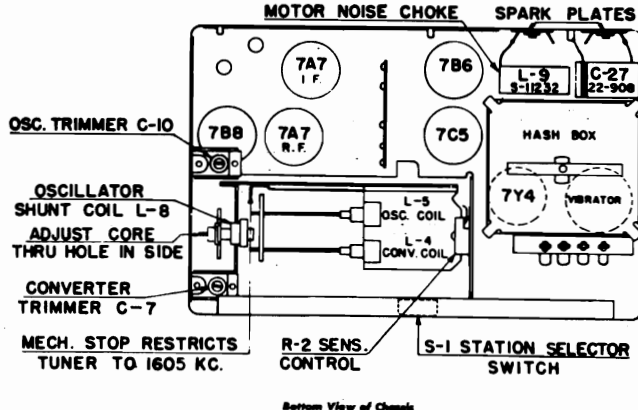 MOTOR NOISE CHOKE
SPARK PLATES
7A7
I.F.
7B6
L-9
S-11232
C-27
22-908
OSC. TRIMMER C-10
7B8
7A7
R.F.
7C5
HASH BOX
OSCILLATOR
SHUNT COIL L-8
L-5
OSC. COIL
7Y4
VIBRATOR
ADJUST CORE
THRU HOLE IN SIDE
L-4
CONV. COIL
CONVERTER
TRIMMER C-7
MECH. STOP RESTRICTS
TUNER TO 1605 KC.
R-2 SENS.
CONTROL
S-1 STATION SELECTOR
SWITCH
Bottom View of Chassis